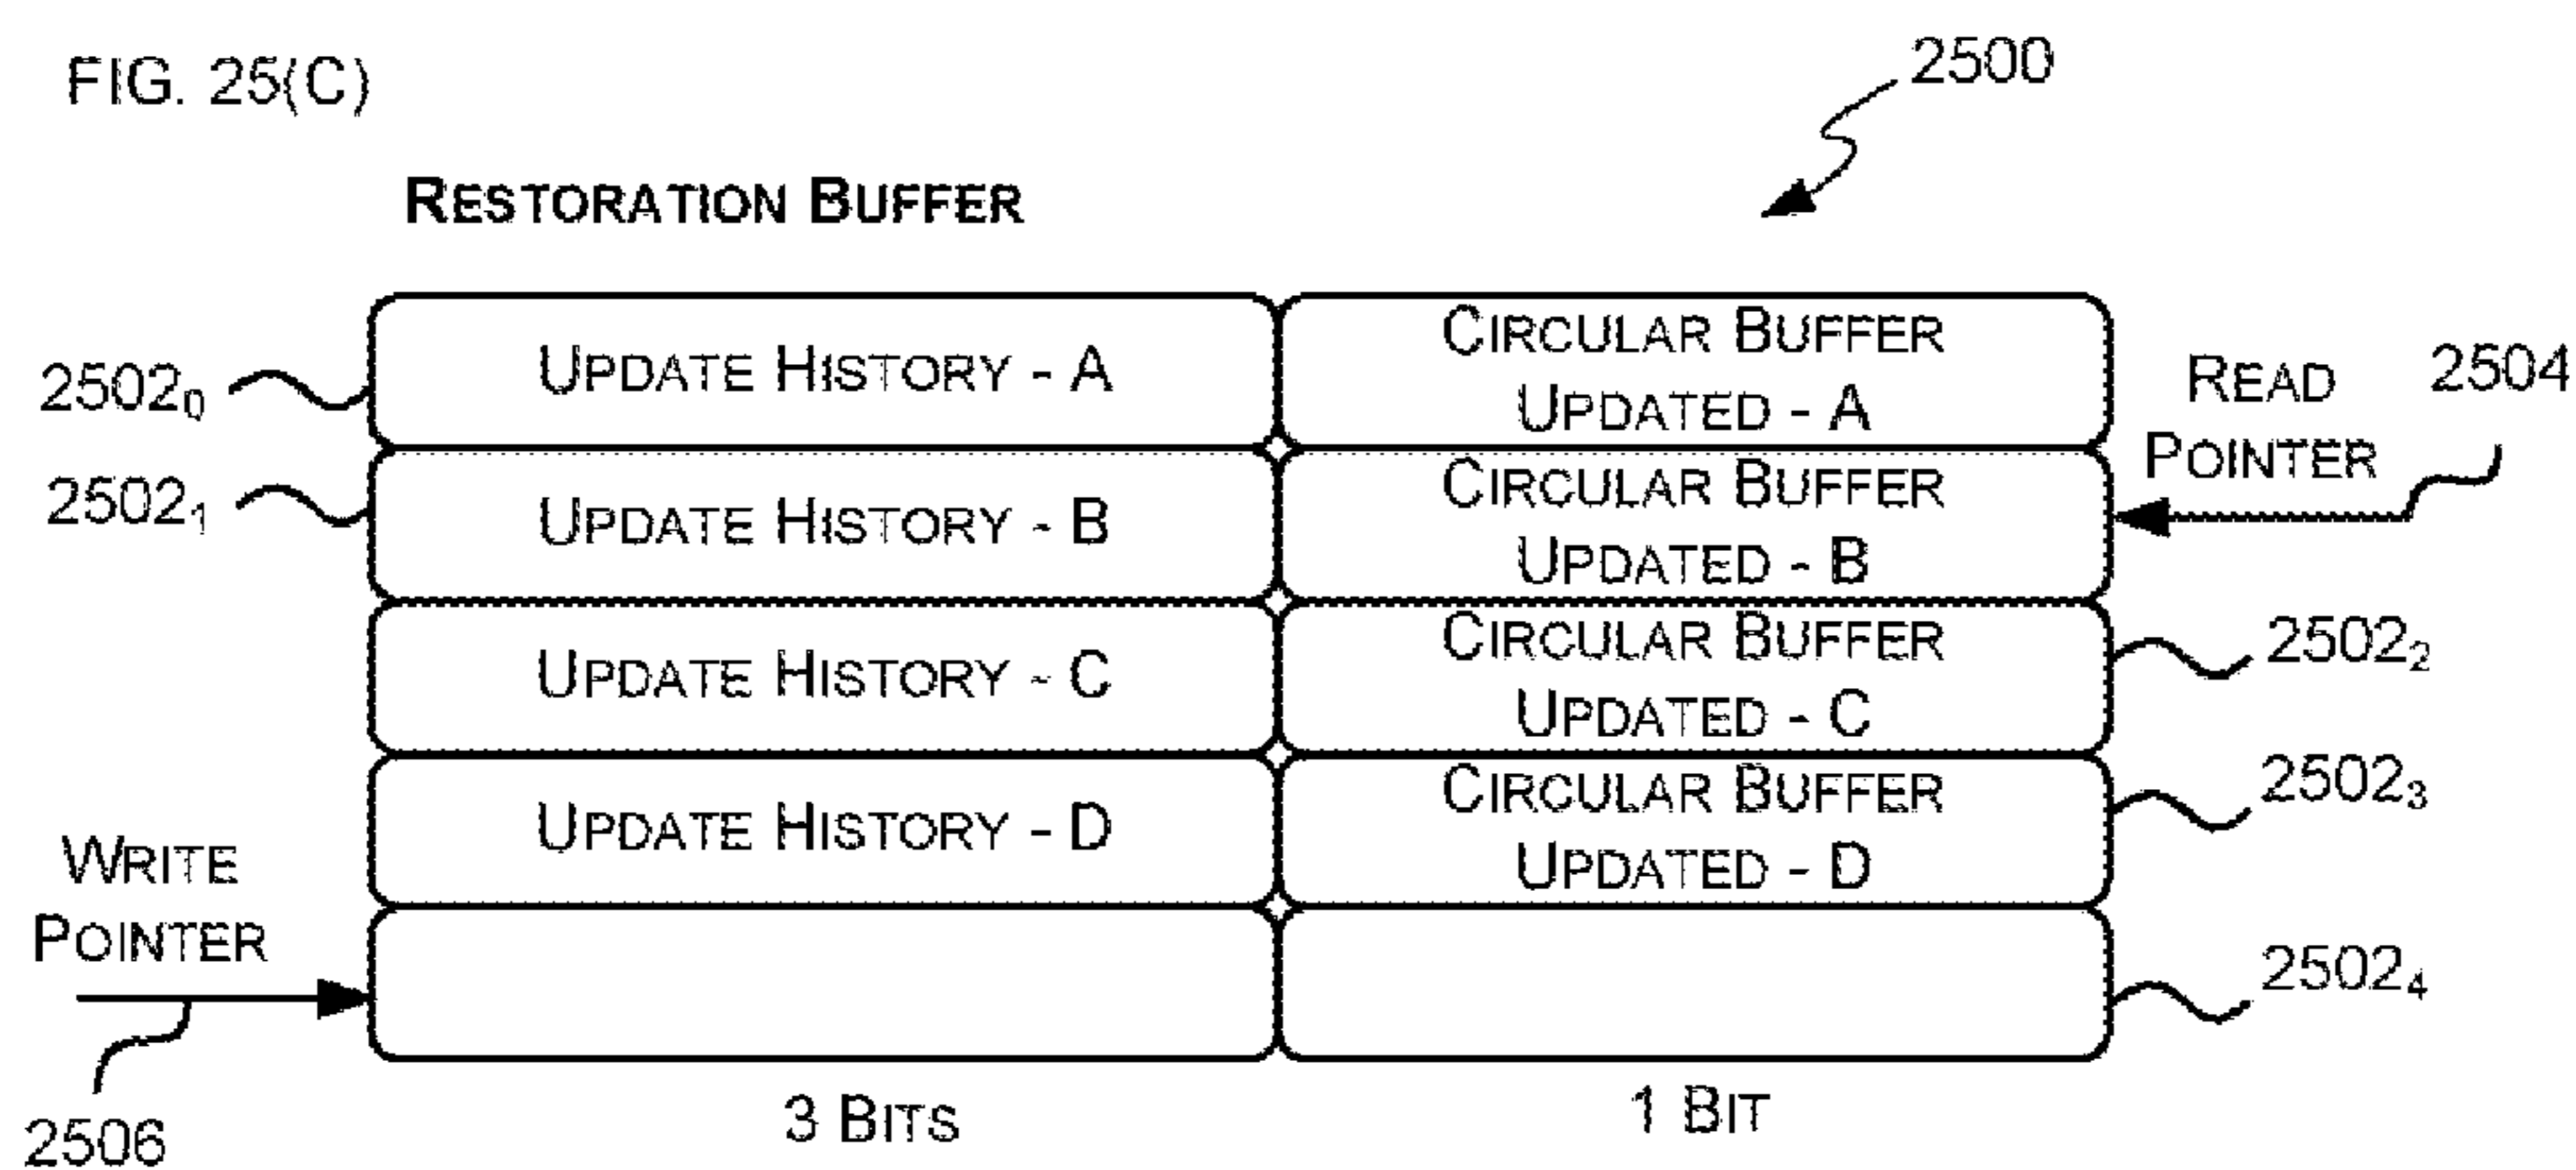 FIG. 25(C)
2500
RESTORATION BUFFER
2502₀
UPDATE HISTORY - A
CIRCULAR BUFFER
UPDATED - A
READ
POINTER
2504
2502₁
UPDATE HISTORY - B
CIRCULAR BUFFER
UPDATED - B
UPDATE HISTORY - C
CIRCULAR BUFFER
UPDATED - C
2502₂
UPDATE HISTORY - D
CIRCULAR BUFFER
UPDATED - D
2502₃
WRITE
POINTER
2502₄
2506
3 BITS
1 BIT